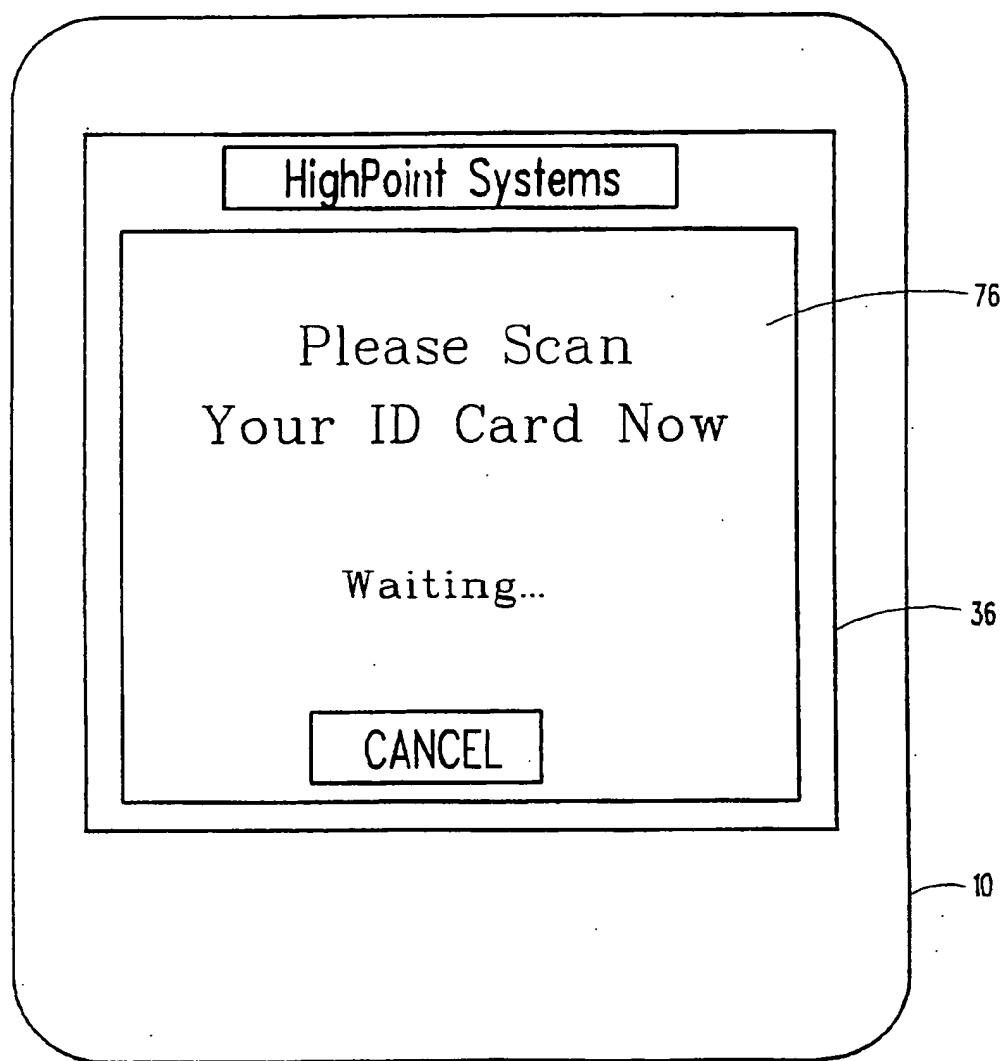 HighPoint Systems
76
Please Scan
Your ID Card Now
Waiting...
36
CANCEL
10